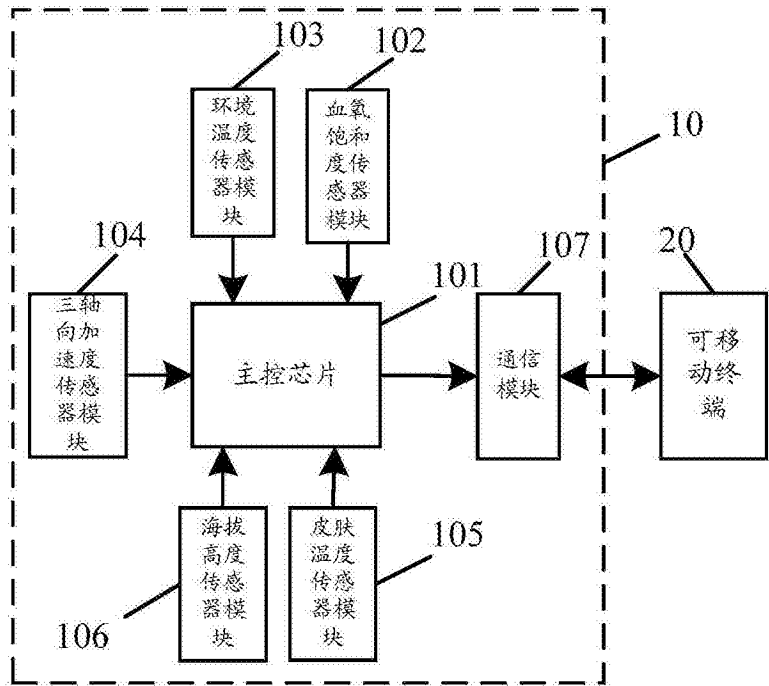 103
102
环境
温度
传感
器模
块
血氧
饱和
度传
感器
模块
10
104
三轴
向加
速度
传感
器模
块
101
主控芯片
107
通信
模块
20
可移
动终
端
106
海拔
高度
传感
器模
块
皮肤
温度
传感
器模
块
105